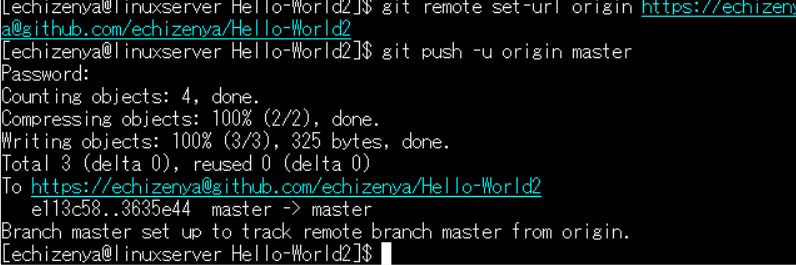 [echizenya@linuxserver Hello-World2]$ git remote set-url origin https://echizeny
a@github.com/echizenya/Hello-World2
[echizenya@linuxserver Hello-World2]$ git push -u origin master
Password:
Counting objects: 4, done.
Compressing objects: 100% (2/2), done.
Writing objects: 100% (3/3), 325 bytes, done.
Total 3 (delta 0), reused 0 (delta 0)
To https://echizenya@github.com/echizenya/Hello-World2
   e113c58..3635e44  master -> master
Branch master set up to track remote branch master from origin.
[echizenya@linuxserver Hello-World2]$